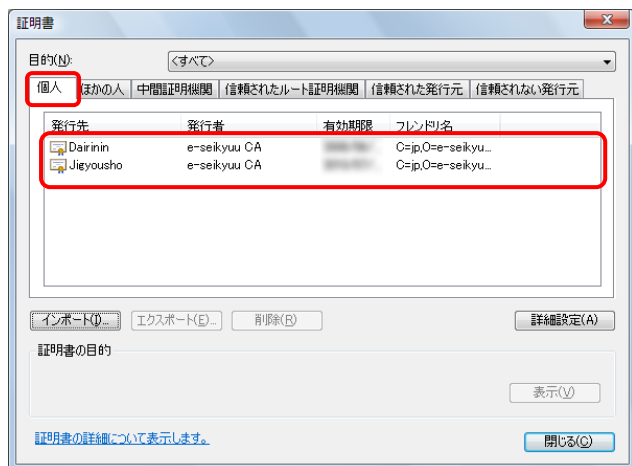 証明書
目的(N):
<すべて>
個人 ほかの人 中間証明機関 信頼されたルート証明機関 信頼された発行元 信頼されない発行元
発行先 発行者 有効期限 フレンドリ名
Dairinin e-seikyuu CA C=jp,O=e-seikyu...
Jigyousho e-seikyuu CA C=jp,O=e-seikyu...
インポート(I)... エクスポート(E)... 削除(R) 詳細設定(A)
証明書の目的
表示(V)
証明書の詳細について表示します。
閉じる(C)